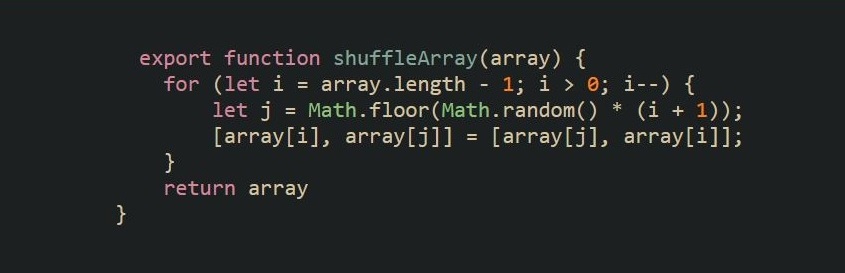 export function shuffleArray(array) {
for (let i = array.length - 1; i > 0; i--) {
let j = Math.floor(Math.random() * (i + 1));
[array[i], array[j]] = [array[j], array[i]];
}
return array
}